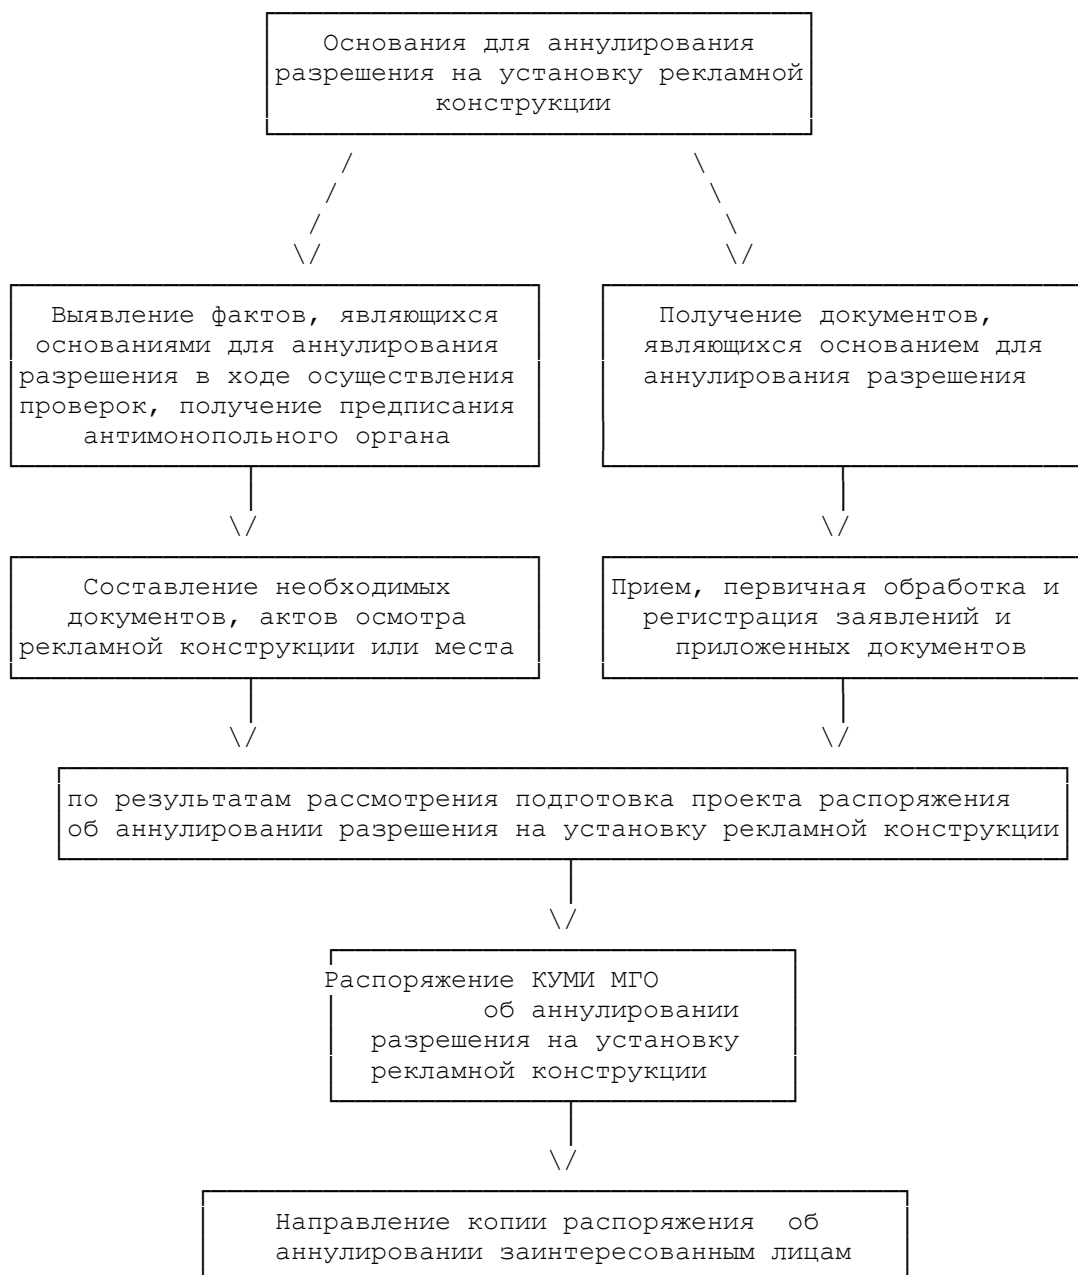 Основания для аннулирования
разрешения на установку рекламной
конструкции
Выявление фактов, являющихся
основаниями для аннулирования
разрешения в ходе осуществления
проверок, получение предписания
антимонопольного органа
Получение документов,
являющихся основанием для
аннулирования разрешения
Составление необходимых
документов, актов осмотра
рекламной конструкции или места
Прием, первичная обработка и
регистрация заявлений и
приложенных документов
по результатам рассмотрения подготовка проекта распоряжения
об аннулировании разрешения на установку рекламной конструкции
Распоряжение КУМИ МГО
об аннулировании
разрешения на установку
рекламной конструкции
Направление копии распоряжения об
аннулировании заинтересованным лицам